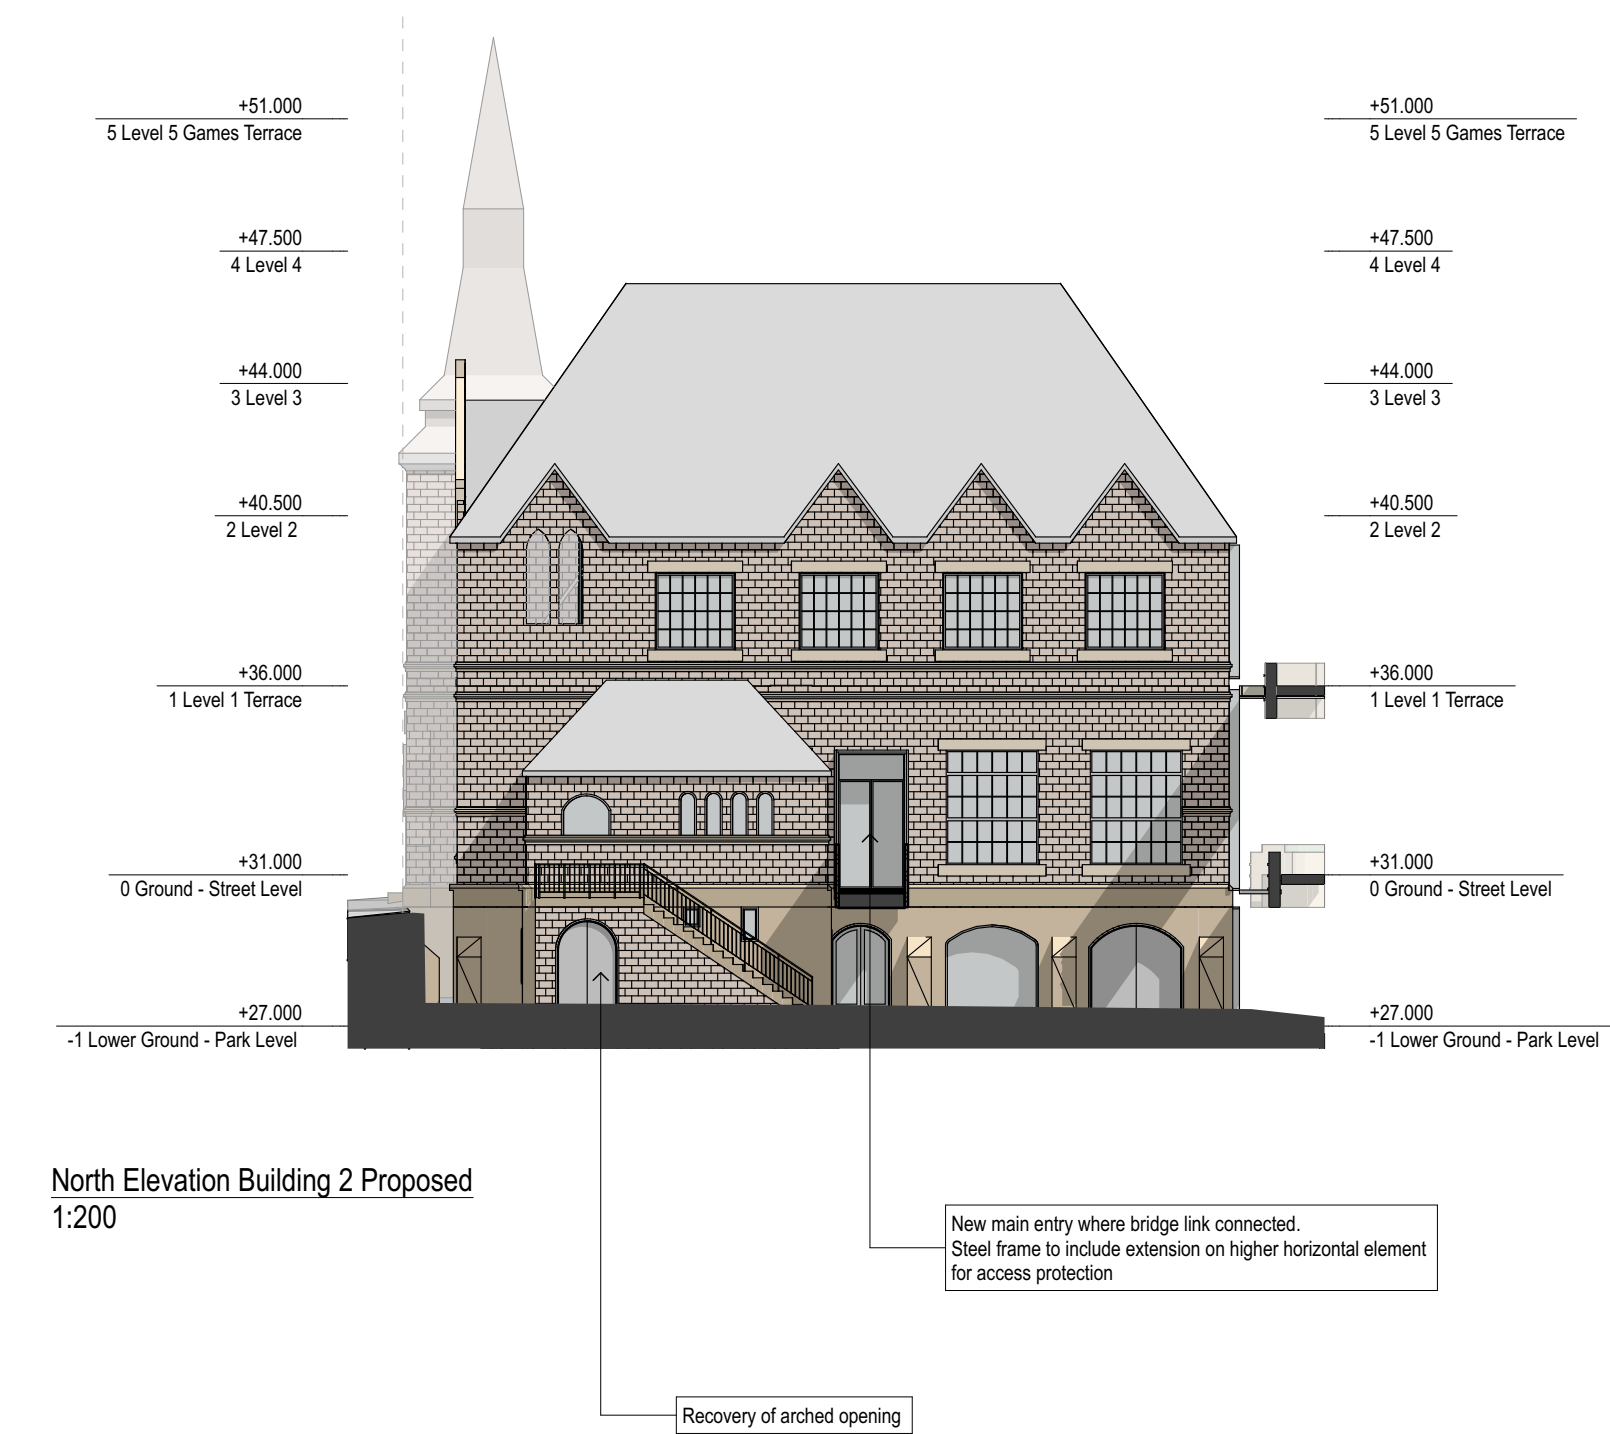 +51.000
5 Level 5 Games Terrace
+47.500
4 Level 4
+44.000
3 Level 3
+40.500
2 Level 2
+36.000
1 Level 1 Terrace
+31.000
0 Ground - Street Level
+27.000
-1 Lower Ground - Park Level
+51.000
5 Level 5 Games Terrace
+47.500
4 Level 4
+44.000
3 Level 3
+40.500
2 Level 2
+36.000
1 Level 1 Terrace
+31.000
0 Ground - Street Level
+27.000
-1 Lower Ground - Park Level
North Elevation Building 2 Proposed
1:200
New main entry where bridge link connected.
Steel frame to include extension on higher horizontal element
for access protection
Recovery of arched opening